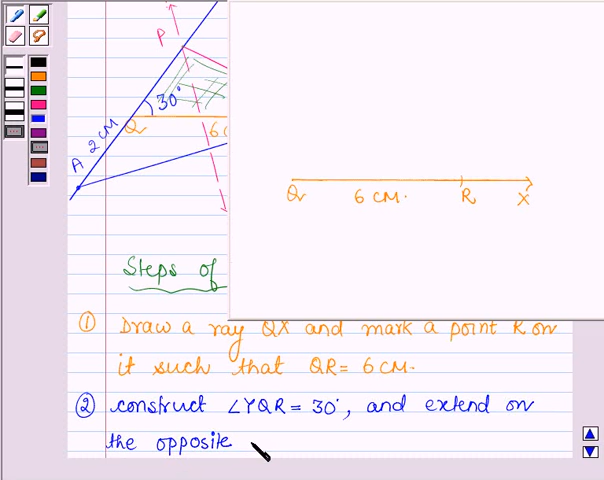 P
30°
2 CM
A
Q
6C
Q 6 CM. R X
Steps of
① Draw a ray QX and mark a point R on
it such that QR = 6 CM.
② construct ∠YQR = 30°, and extend on
the opposite